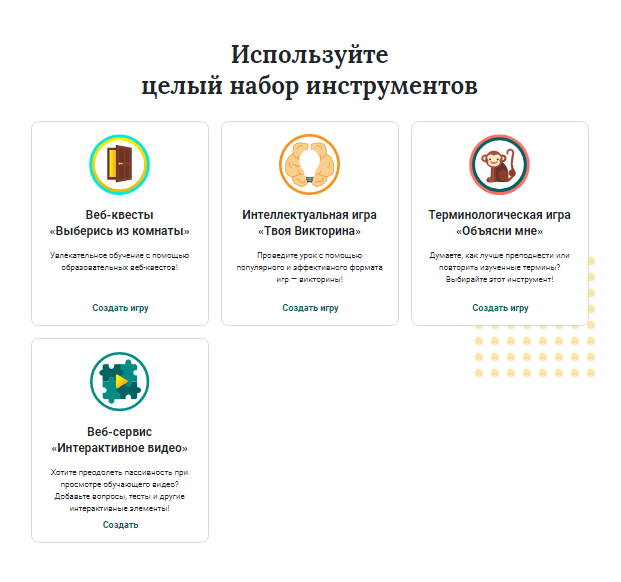 Используйте
целый набор инструментов
Веб-квесты
«Выберись из комнаты»
Увлекательное обучение с помощью
образовательных веб-квестов!
Создать игру
Интеллектуальная игра
«Твоя Викторина»
Проведите урок с помощью
популярного и эффективного формата
игр — викторины!
Создать игру
Терминологическая игра
«Объясни мне»
Думаете, как лучше преподнести или
повторить изученные термины?
Выбирайте этот инструмент!
Создать игру
Веб-сервис
«Интерактивное видео»
Хотите преодолеть пассивность при
просмотре обучающего видео?
Добавьте вопросы, тесты и другие
интерактивные элементы!
Создать